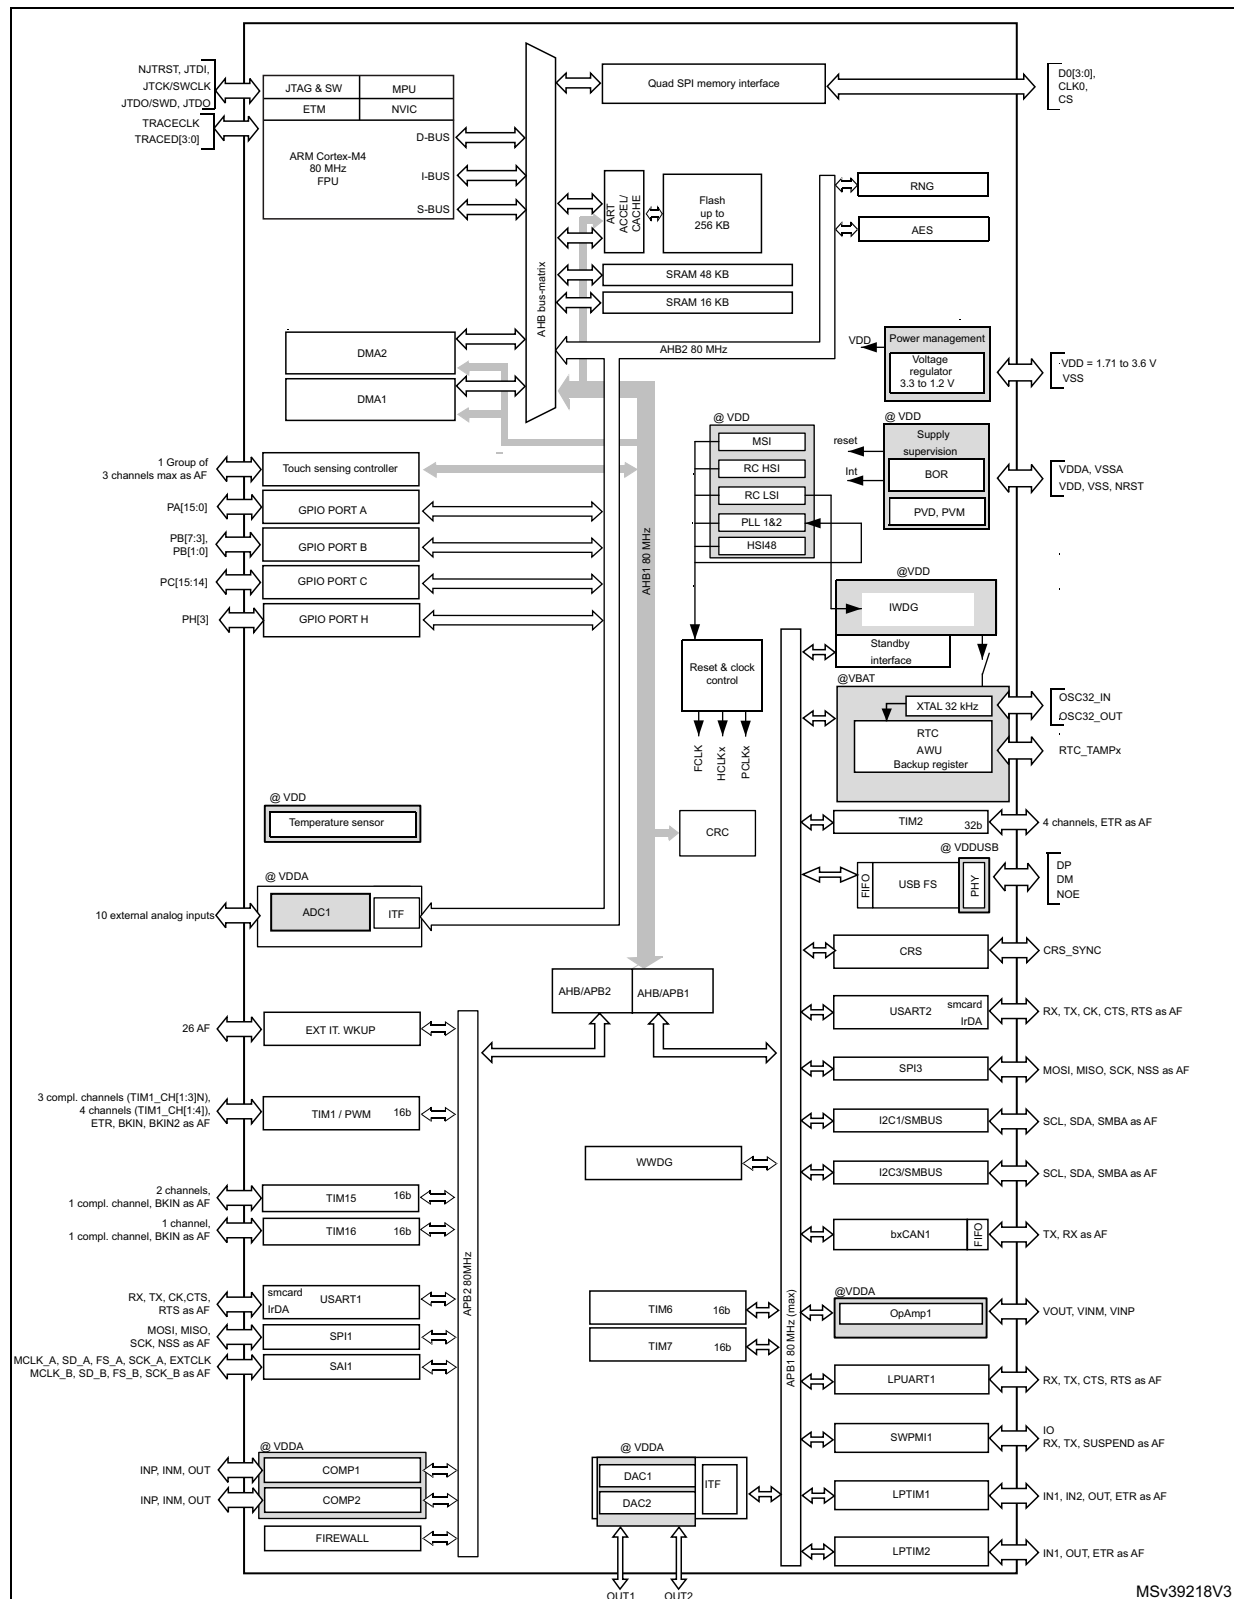 NJTRST, JTDI,
JTCK/SWCLK
JTDO/SWD, JTDO
TRACECLK
TRACED[3:0]
JTAG & SW
MPU
ETM
NVIC
ARM Cortex-M4
80 MHz
FPU
D-BUS
I-BUS
S-BUS
AHB bus-matrix
Quad SPI memory interface
D0[3:0],
CLK0,
CS
ART
ACCEL/
CACHE
Flash
up to
256 KB
SRAM 48 KB
SRAM 16 KB
RNG
AES
AHB2 80 MHz
DMA2
DMA1
VDD
Power management
Voltage
regulator
3.3 to 1.2 V
VDD = 1.71 to 3.6 V
VSS
@ VDD
MSI
RC HSI
RC LSI
PLL 1&2
HSI48
@ VDD
reset
Int
Supply
supervision
BOR
PVD, PVM
VDDA, VSSA
VDD, VSS, NRST
1 Group of
3 channels max as AF
Touch sensing controller
PA[15:0]
GPIO PORT A
PB[7:3],
PB[1:0]
GPIO PORT B
PC[15:14]
GPIO PORT C
PH[3]
GPIO PORT H
AHB1 80 MHz
@VDD
IWDG
Standby
interface
Reset & clock
control
FCLK
HCLKx
PCLKx
@VBAT
XTAL 32 kHz
RTC
AWU
Backup register
OSC32_IN
OSC32_OUT
RTC_TAMPx
@ VDD
Temperature sensor
CRC
TIM2
32b
4 channels, ETR as AF
@ VDDUSB
FIFO
USB FS
PHY
DP
DM
NOE
@ VDDA
10 external analog inputs
ADC1
ITF
CRS
CRS_SYNC
AHB/APB2
AHB/APB1
26 AF
EXT IT. WKUP
USART2
smcard
IrDA
RX, TX, CK, CTS, RTS as AF
SPI3
MOSI, MISO, SCK, NSS as AF
3 compl. channels (TIM1_CH[1:3]N),
4 channels (TIM1_CH[1:4]),
ETR, BKIN, BKIN2 as AF
TIM1 / PWM
16b
I2C1/SMBUS
SCL, SDA, SMBA as AF
WWDG
I2C3/SMBUS
SCL, SDA, SMBA as AF
2 channels,
1 compl. channel, BKIN as AF
TIM15
16b
1 channel,
1 compl. channel, BKIN as AF
TIM16
16b
bxCAN1
FIFO
TX, RX as AF
APB2 80MHz
APB1 80 MHz (max)
RX, TX, CK,CTS,
RTS as AF
smcard
IrDA
USART1
TIM6
16b
@VDDA
OpAmp1
VOUT, VINM, VINP
MOSI, MISO,
SCK, NSS as AF
SPI1
TIM7
16b
MCLK_A, SD_A, FS_A, SCK_A, EXTCLK
MCLK_B, SD_B, FS_B, SCK_B as AF
SAI1
LPUART1
RX, TX, CTS, RTS as AF
SWPMI1
IO
RX, TX, SUSPEND as AF
@ VDDA
INP, INM, OUT
COMP1
INP, INM, OUT
COMP2
FIREWALL
@ VDDA
DAC1
DAC2
ITF
OUT1
OUT2
LPTIM1
IN1, IN2, OUT, ETR as AF
LPTIM2
IN1, OUT, ETR as AF
MSv39218V3